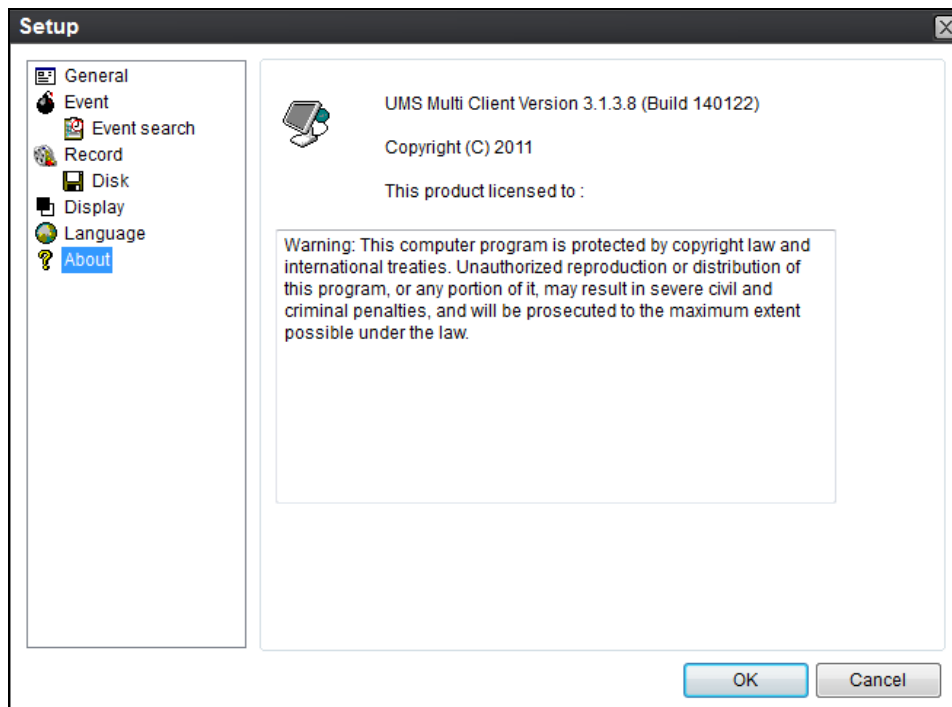 Setup
General
Event
Event search
Record
Disk
Display
Language
About
UMS Multi Client Version 3.1.3.8 (Build 140122)
Copyright (C) 2011
This product licensed to :
Warning: This computer program is protected by copyright law and
international treaties. Unauthorized reproduction or distribution of
this program, or any portion of it, may result in severe civil and
criminal penalties, and will be prosecuted to the maximum extent
possible under the law.
OK
Cancel